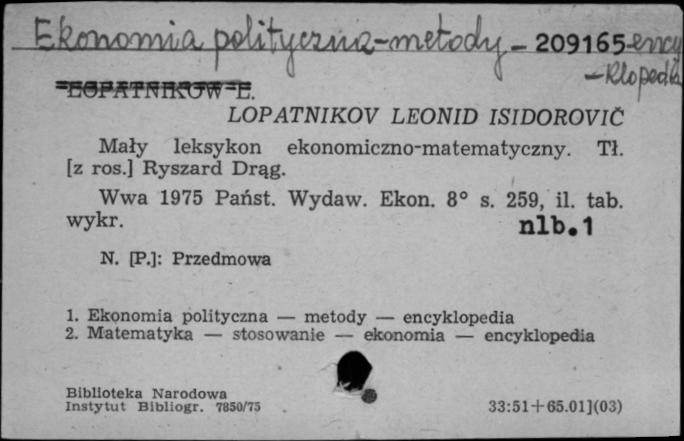 Ekonomia polityczna-metody - 209165-ency
-klopedia
LOPATNIKOW L.
LOPATNIKOV LEONID ISIDOROVIČ
Mały leksykon ekonomiczno-matematyczny. Tł.
[z ros.] Ryszard Drąg.
Wwa 1975 Państ. Wydaw. Ekon. 8° s. 259, il. tab.
wykr. nlb.1
N. [P.]: Przedmowa
1. Ekonomia polityczna — metody — encyklopedia
2. Matematyka — stosowanie — ekonomia — encyklopedia
Biblioteka Narodowa
Instytut Bibliogr. 7850/75 33:51+65.01](03)